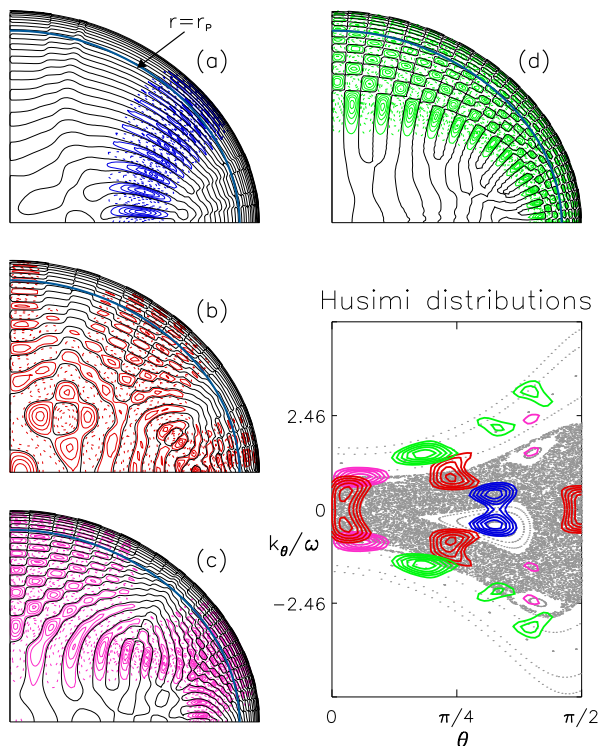 r=r_P
(a)
(d)
(b)
(c)
Husimi distributions
2.46
0
k_θ/ω
−2.46
0
π/4
π/2
θ